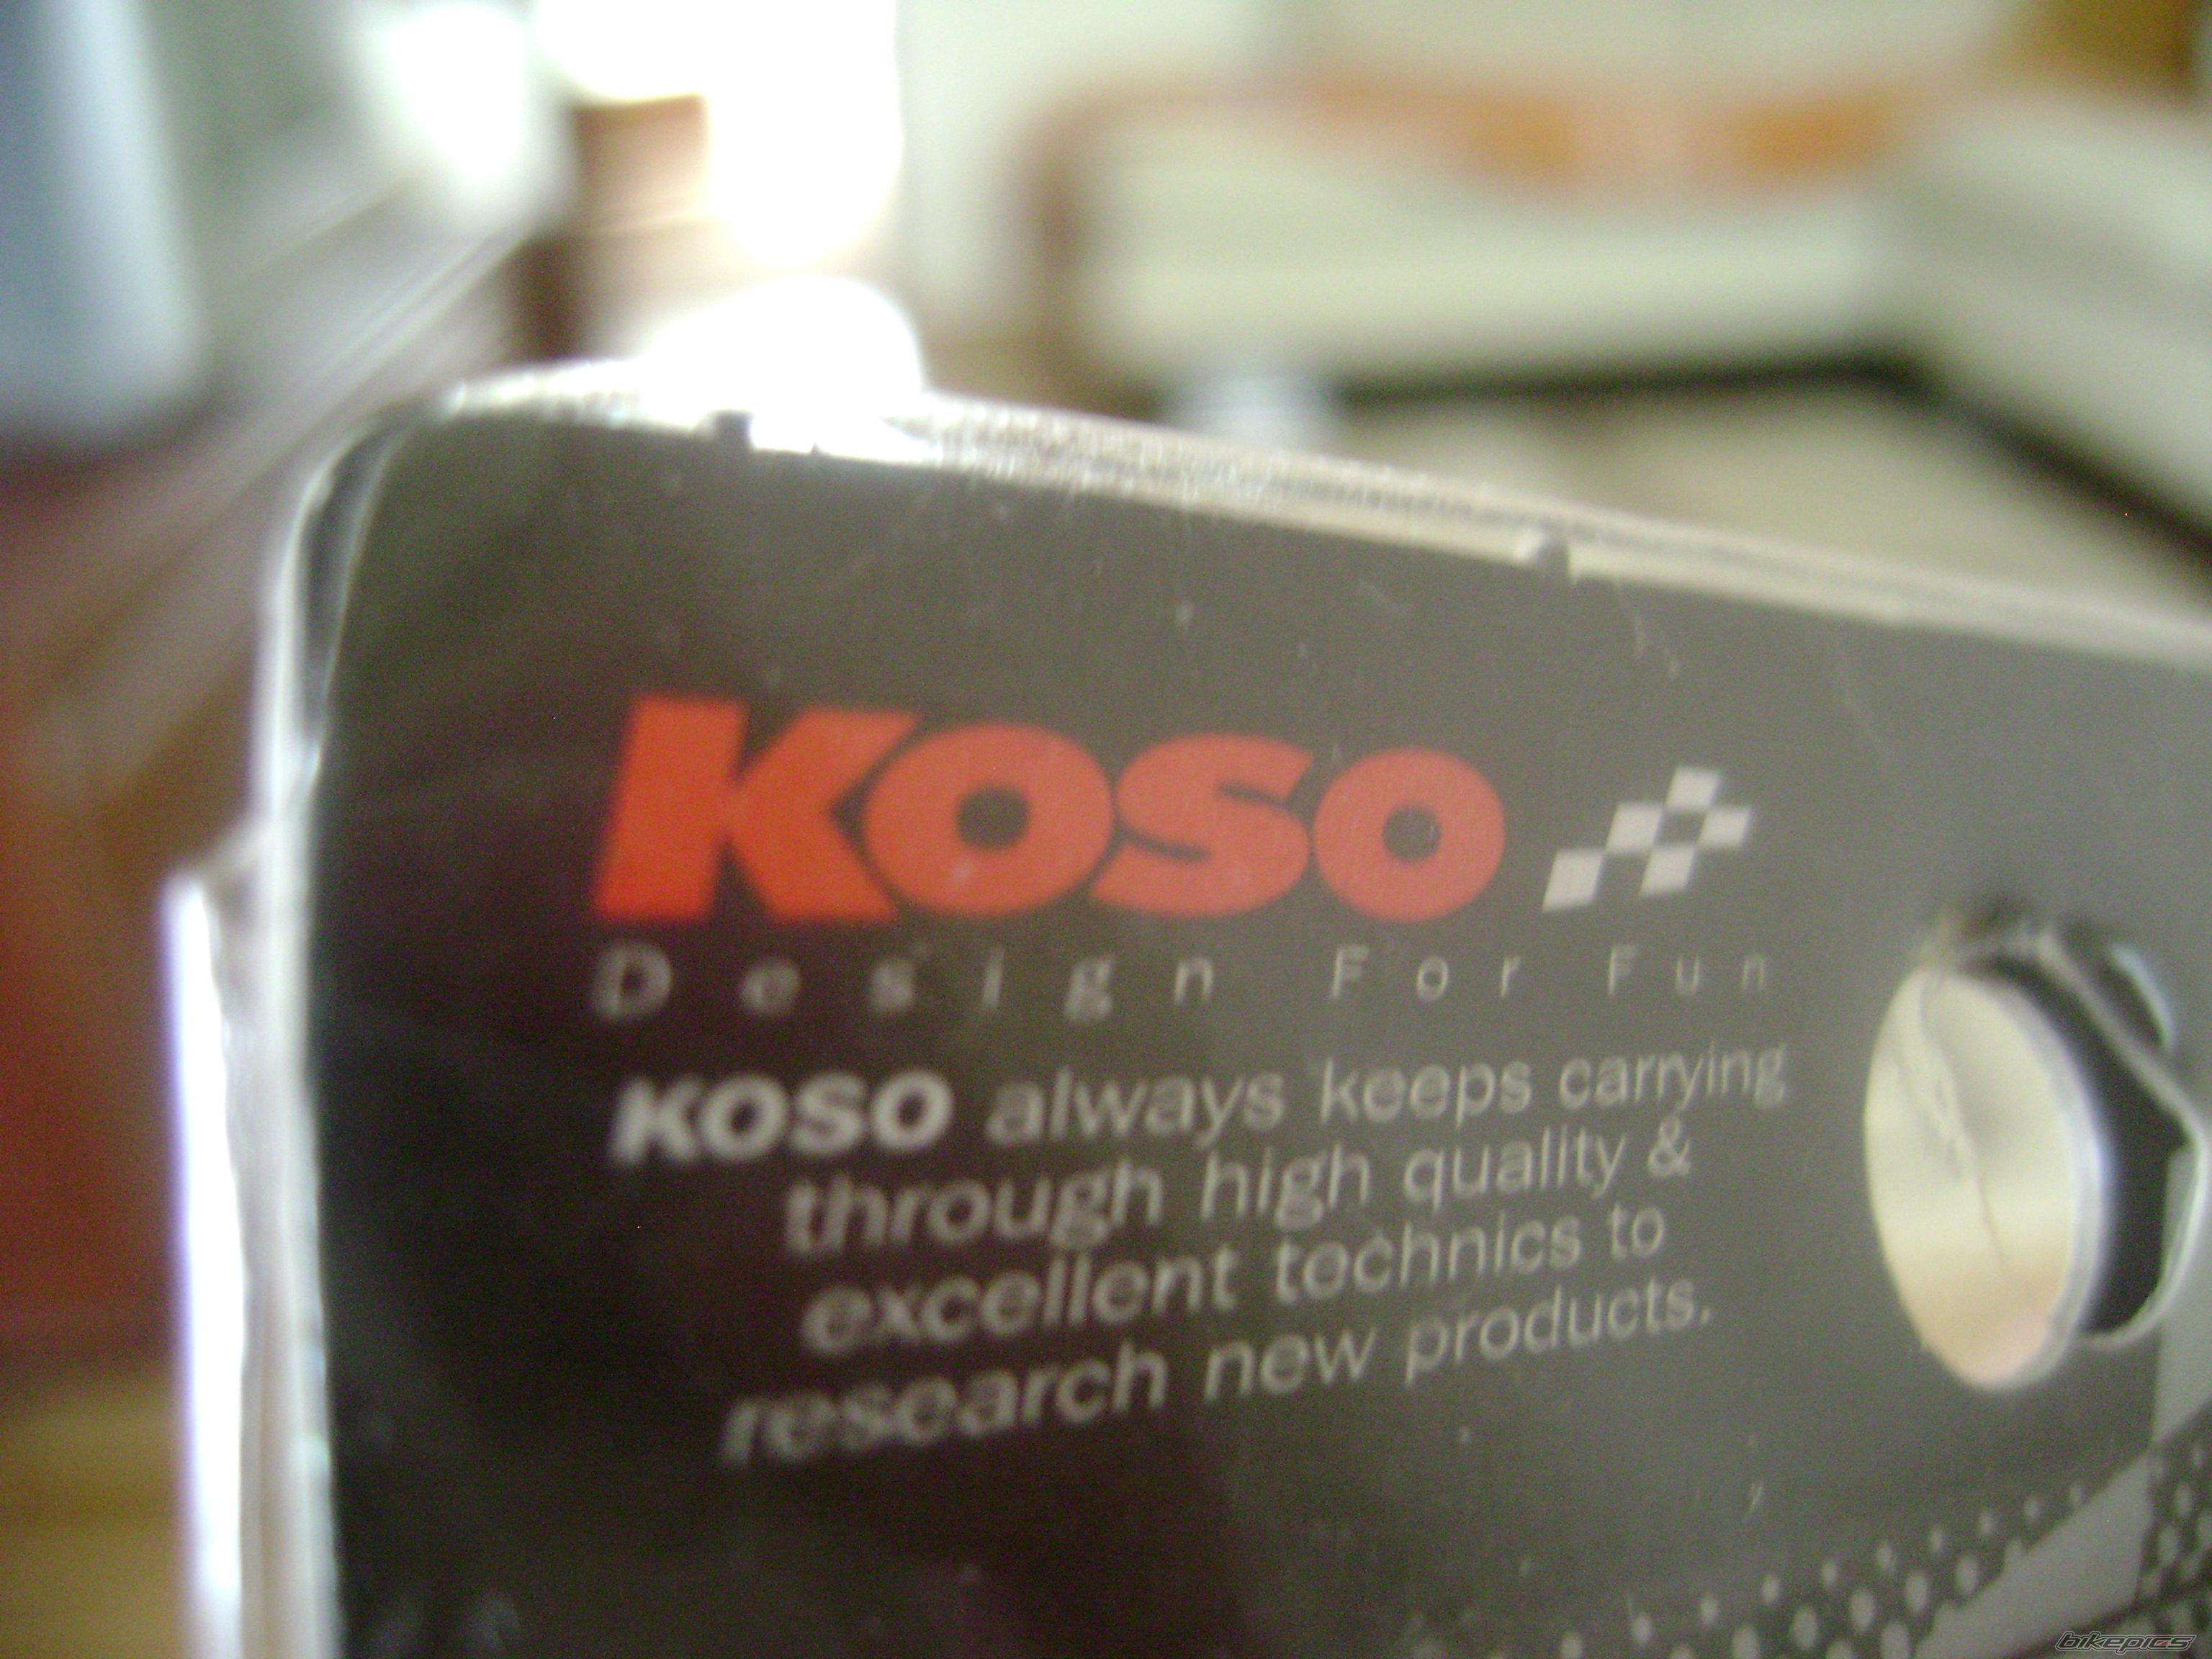 KOSO
Design For Fun
KOSO always keeps carrying
through high quality &
excellent technics to
research new products.
bikepics